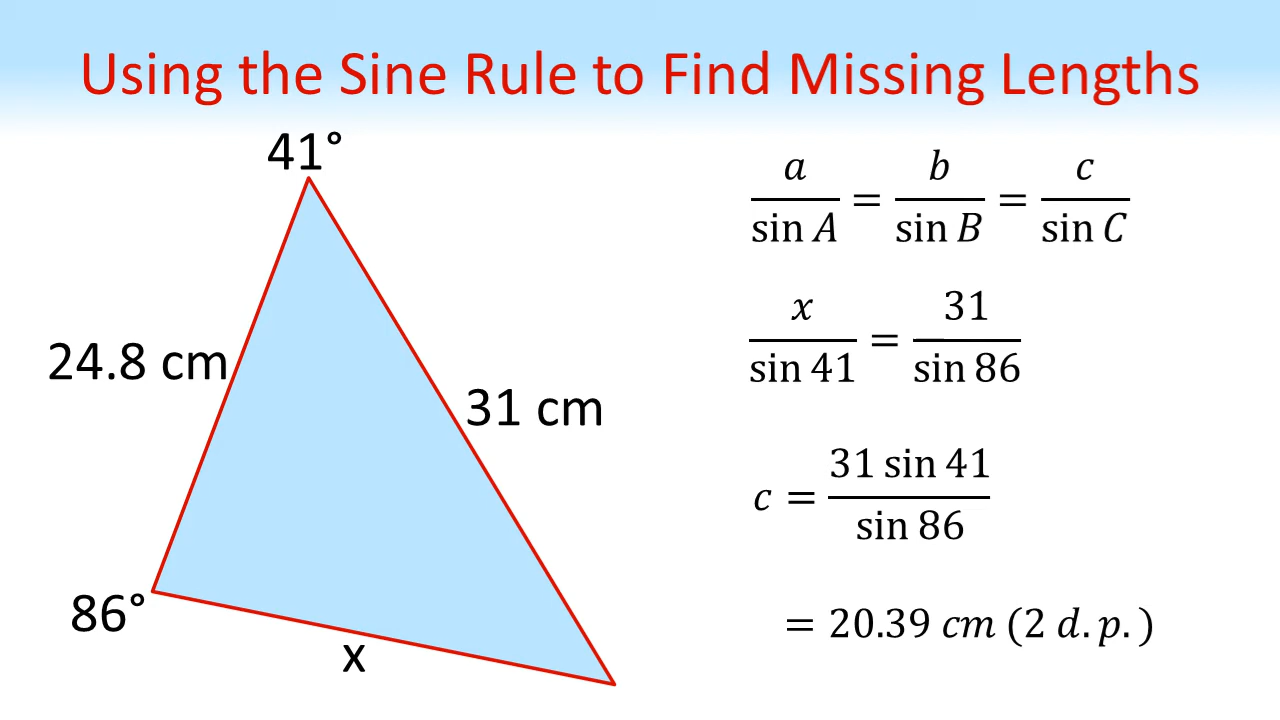 Using the Sine Rule to Find Missing Lengths
41°
24.8 cm
31 cm
86°
x
a/sin A = b/sin B = c/sin C
x/sin 41 = 31/sin 86
c = 31 sin 41/sin 86
= 20.39 cm (2 d.p.)